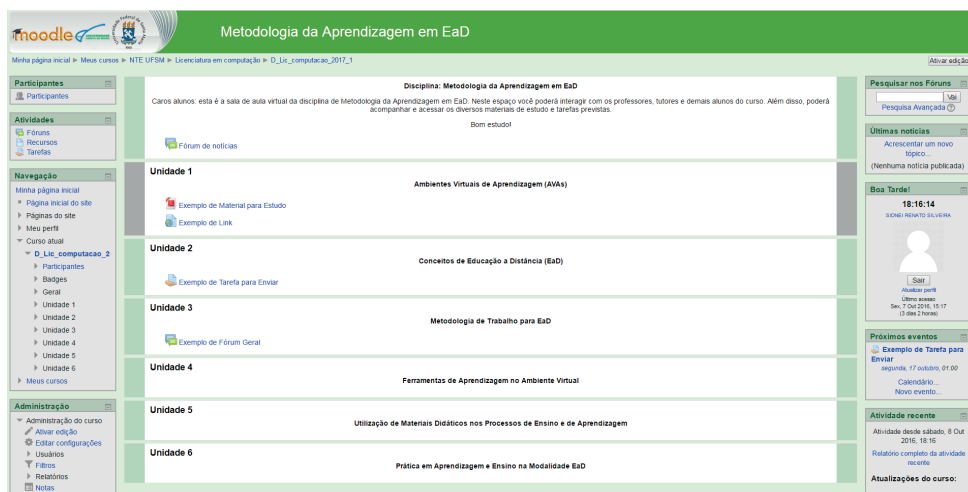 moodle
Metodologia da Aprendizagem em EaD
Minha página inicial ► Meus cursos ► NTE UFSM ► Licenciatura em computação ► D_Lic_computacao_2017_1
Ativar edição
Participantes
Participantes
Atividades
Fóruns
Recursos
Tarefas
Navegação
Minha página inicial
Página inicial do site
Páginas do site
Meu perfil
Curso atual
D_Lic_computacao_2
Participantes
Badges
Geral
Unidade 1
Unidade 2
Unidade 3
Unidade 4
Unidade 5
Unidade 6
Meus cursos
Administração
Administração do curso
Ativar edição
Editar configurações
Usuários
Filtros
Relatórios
Notas
Disciplina: Metodologia da Aprendizagem em EaD
Caros alunos: esta é a sala de aula virtual da disciplina de Metodologia da Aprendizagem em EaD. Neste espaço você poderá interagir com os professores, tutores e demais alunos do curso. Além disso, poderá
acompanhar e acessar os diversos materiais de estudo e tarefas previstas.
Bom estudo!
Fórum de notícias
Unidade 1
Ambientes Virtuais de Aprendizagem (AVAs)
Exemplo de Material para Estudo
Exemplo de Link
Unidade 2
Conceitos de Educação a Distância (EaD)
Exemplo de Tarefa para Enviar
Unidade 3
Metodologia de Trabalho para EaD
Exemplo de Fórum Geral
Unidade 4
Ferramentas de Aprendizagem no Ambiente Virtual
Unidade 5
Utilização de Materiais Didáticos nos Processos de Ensino e de Aprendizagem
Unidade 6
Prática em Aprendizagem e Ensino na Modalidade EaD
Pesquisar nos Fóruns
Vai
Pesquisa Avançada
Últimas notícias
Acrescentar um novo
tópico...
(Nenhuma notícia publicada)
Boa Tarde!
18:16:14
SIDNEI RENATO SILVEIRA
Sair
Atualizar perfil
Último acesso
Sex, 7 Out 2016, 15:17
(3 dias 2 horas)
Próximos eventos
Exemplo de Tarefa para
Enviar
segunda, 17 outubro, 01:00
Calendário...
Novo evento...
Atividade recente
Atividade desde sábado, 8 Out
2016, 18:16
Relatório completo da atividade
recente
Atualizações do curso: